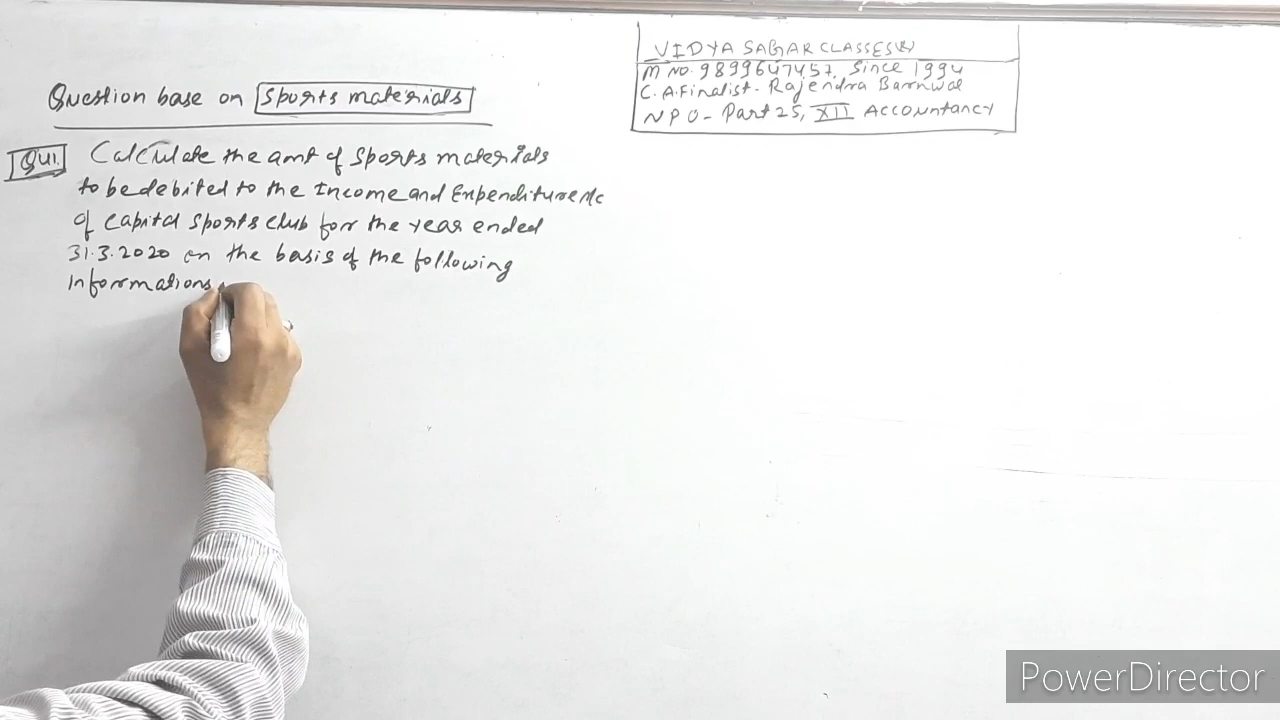 VIDYA SAGAR CLASSES(R)
M NO. 9899647457, Since 1994
C.A.Finalist - Rajendra Barnwal
NPO - Part 25, XII ACCOUNTANCY
Question base on Sports materials
QU1. Calculate the amt of Sports materials
to be debited to the Income and Expenditure A/c
of Capital Sports club for the year ended
31.3.2020 on the basis of the following
Informations
PowerDirector